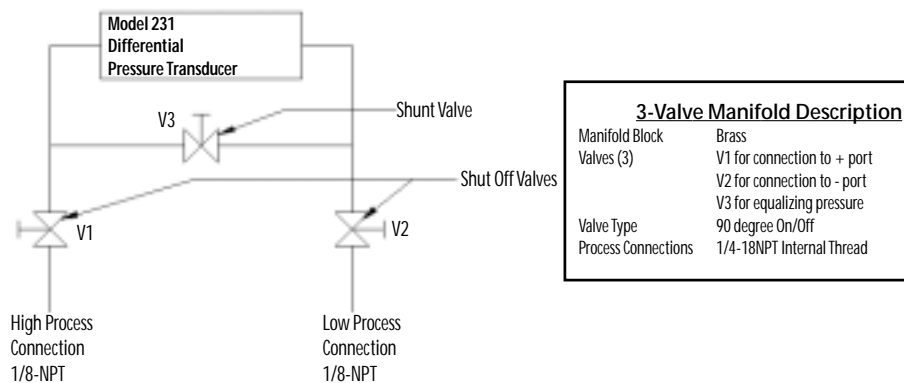 Model 231
Differential
Pressure Transducer
V3
Shunt Valve
Shut Off Valves
V1
V2
High Process
Connection
1/8-NPT
Low Process
Connection
1/8-NPT
3-Valve Manifold Description
Manifold Block Brass
Valves (3) V1 for connection to + port
V2 for connection to - port
V3 for equalizing pressure
Valve Type 90 degree On/Off
Process Connections 1/4-18NPT Internal Thread